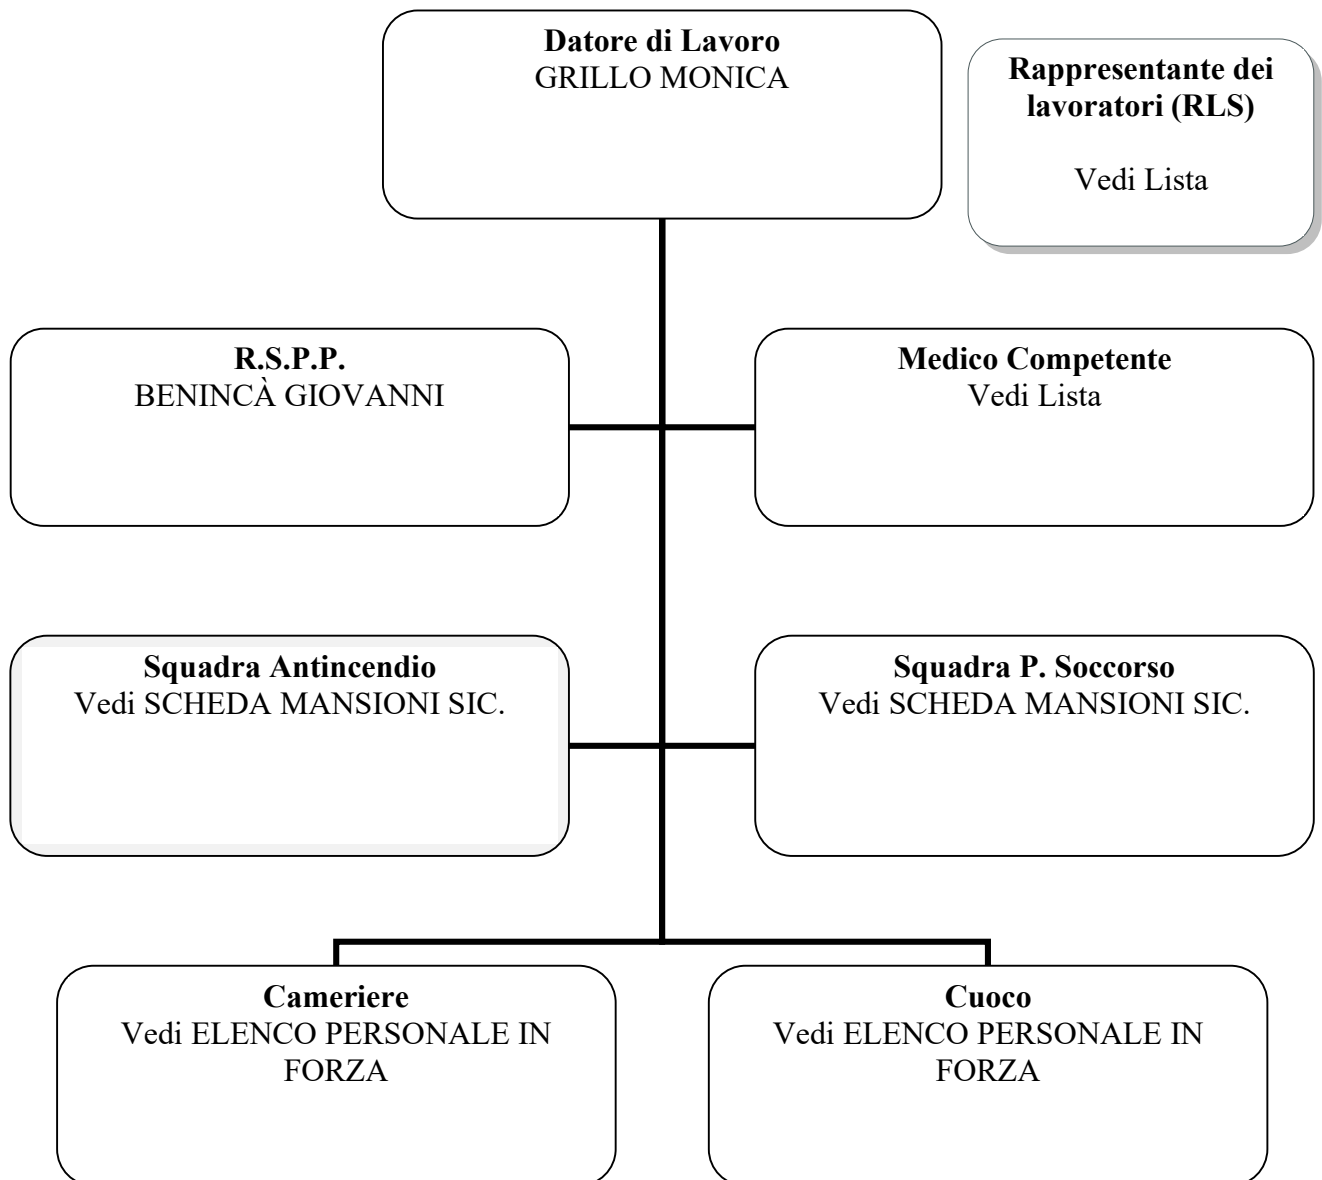 Datore di Lavoro
GRILLO MONICA
Rappresentante dei
lavoratori (RLS)
Vedi Lista
R.S.P.P.
BENINCÀ GIOVANNI
Medico Competente
Vedi Lista
Squadra Antincendio
Vedi SCHEDA MANSIONI SIC.
Squadra P. Soccorso
Vedi SCHEDA MANSIONI SIC.
Cameriere
Vedi ELENCO PERSONALE IN
FORZA
Cuoco
Vedi ELENCO PERSONALE IN
FORZA